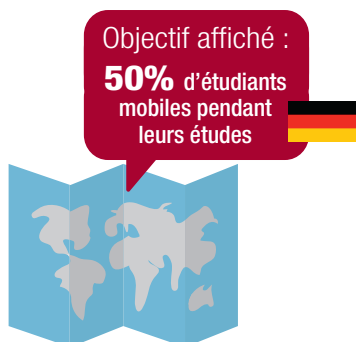 Objectif affiché :
50% d'étudiants
mobiles pendant
leurs études